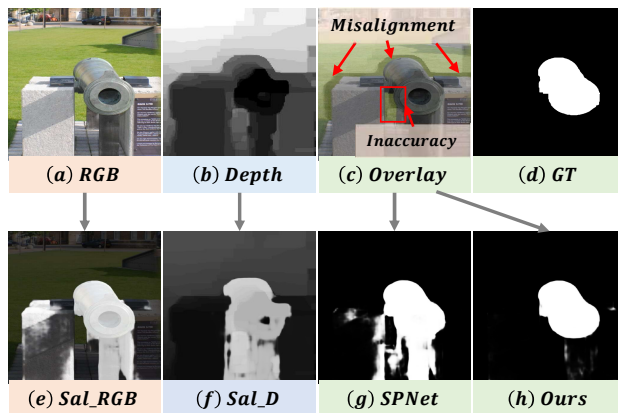 Misalignment
Inaccuracy
(a) RGB
(b) Depth
(c) Overlay
(d) GT
(e) Sal_RGB
(f) Sal_D
(g) SPNet
(h) Ours